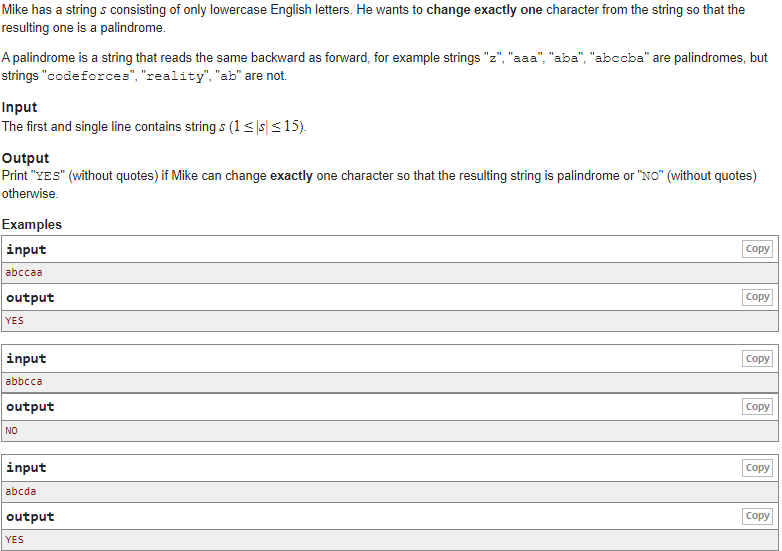 Mike has a string s consisting of only lowercase English letters. He wants to change exactly one character from the string so that the
resulting one is a palindrome.
A palindrome is a string that reads the same backward as forward, for example strings "z", "aaa", "aba", "abccba" are palindromes, but
strings "codeforces", "reality", "ab" are not.
Input
The first and single line contains string s (1 ≤ |s| ≤ 15).
Output
Print "YES" (without quotes) if Mike can change exactly one character so that the resulting string is palindrome or "NO" (without quotes)
otherwise.
Examples
input Copy
abccaa
output Copy
YES
input Copy
abbcca
output Copy
NO
input Copy
abcda
output Copy
YES